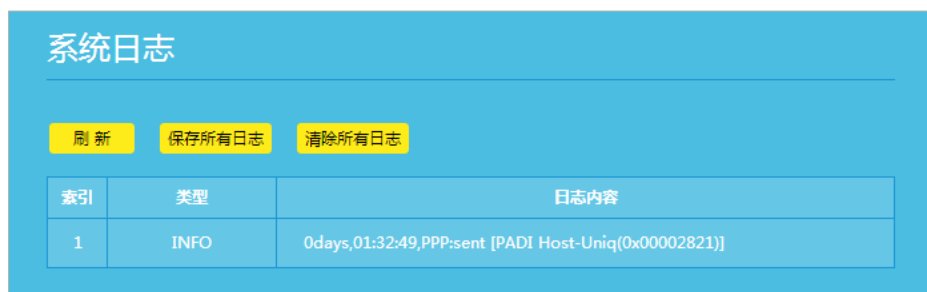 系统日志
刷 新 保存所有日志 清除所有日志
索引 类型 日志内容
1 INFO 0days,01:32:49,PPP:sent [PADI Host-Uniq(0x00002821)]